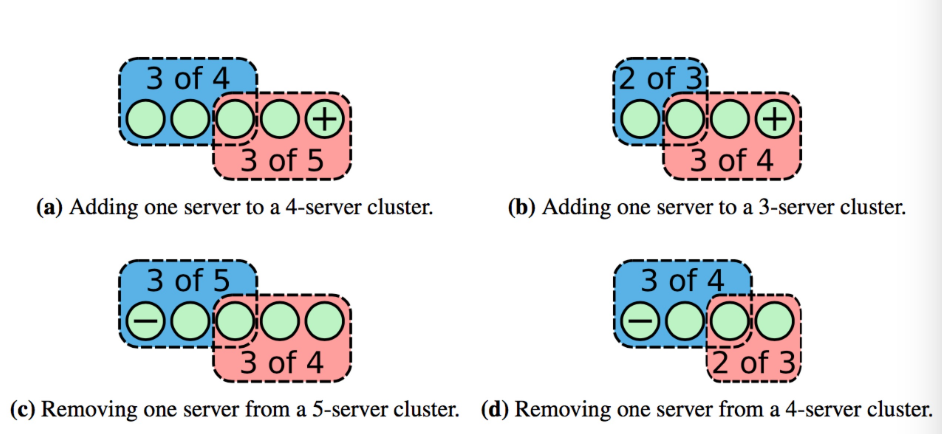 3 of 4
+
3 of 5
(a) Adding one server to a 4-server cluster.
2 of 3
+
3 of 4
(b) Adding one server to a 3-server cluster.
3 of 5
−
3 of 4
(c) Removing one server from a 5-server cluster.
3 of 4
−
2 of 3
(d) Removing one server from a 4-server cluster.